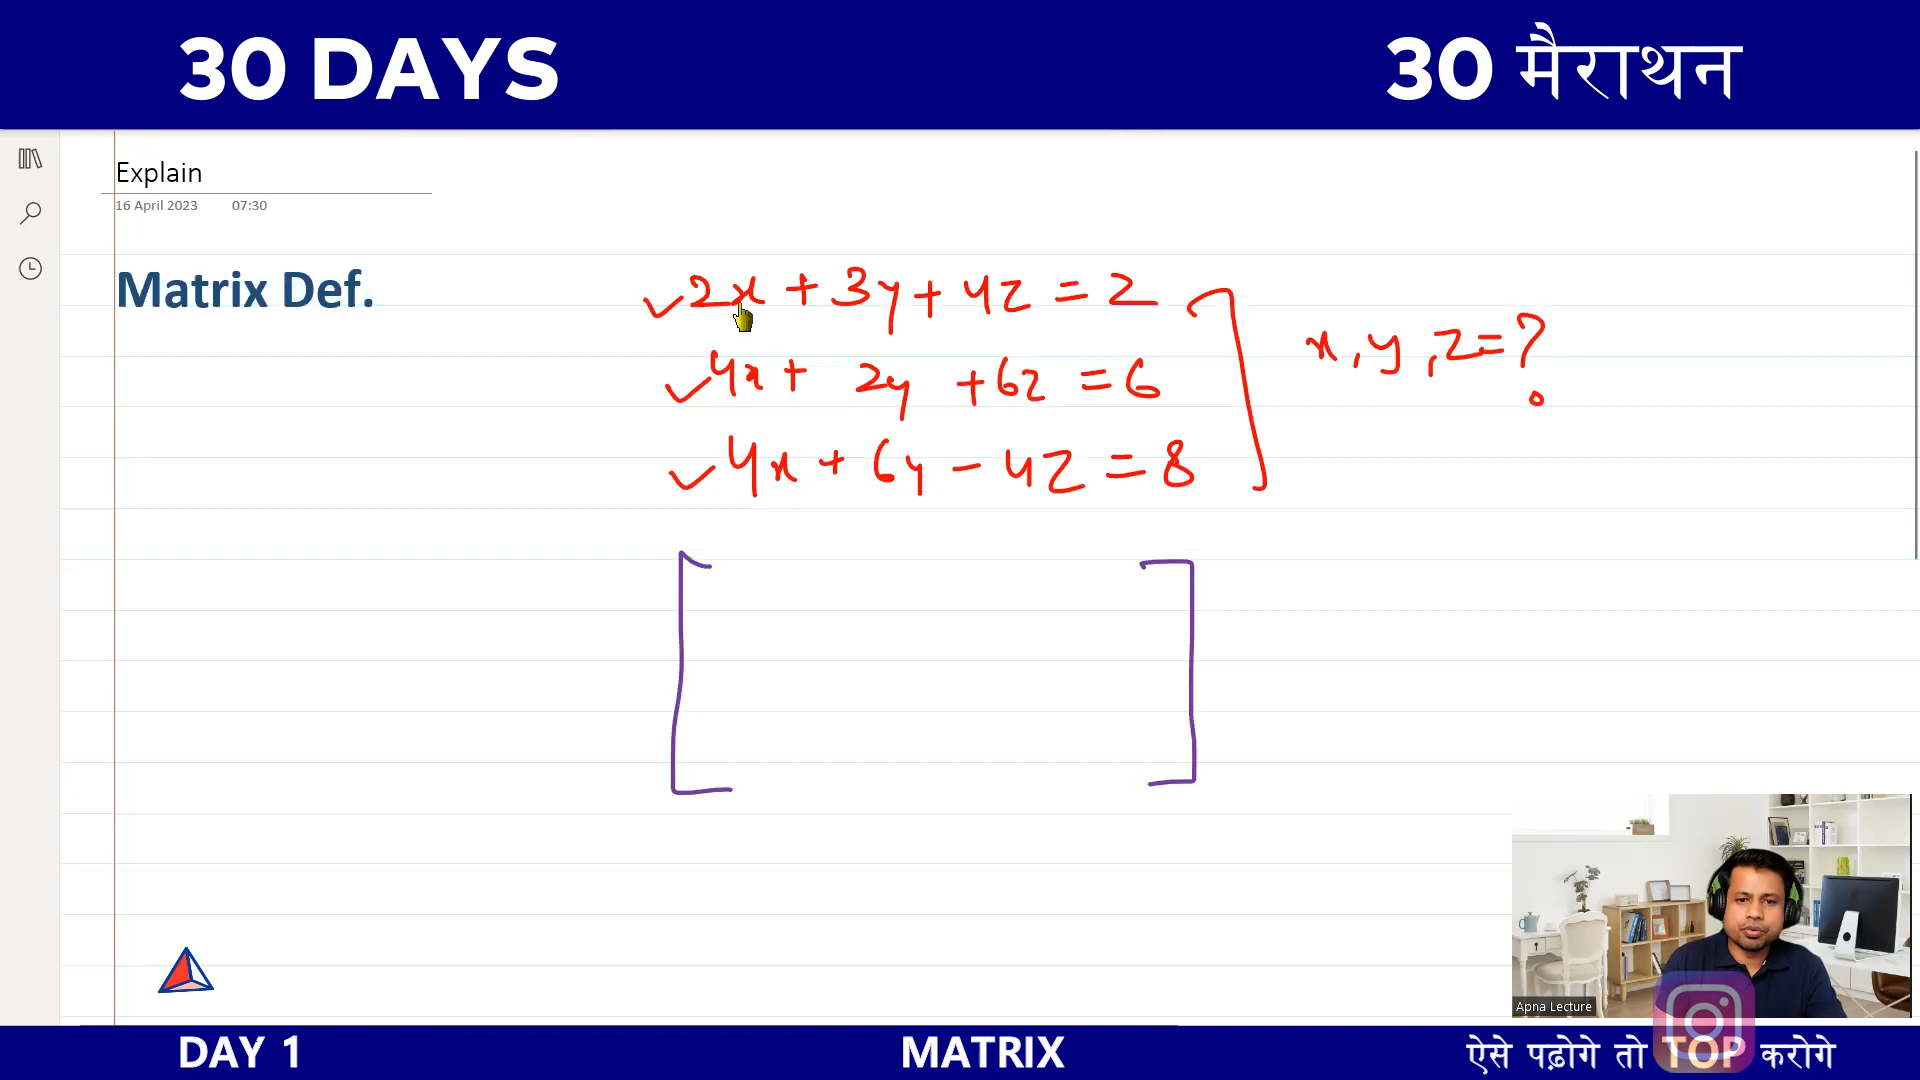 30 DAYS
30 मैराथन
Explain
16 April 2023 07:30
Matrix Def.
2x + 3y + 4z = 2
4x + 2y + 6z = 6
4x + 6y - 4z = 8
x, y, z = ?
Apna Lecture
DAY 1
MATRIX
ऐसे पढ़ोगे तो TOP करोगे